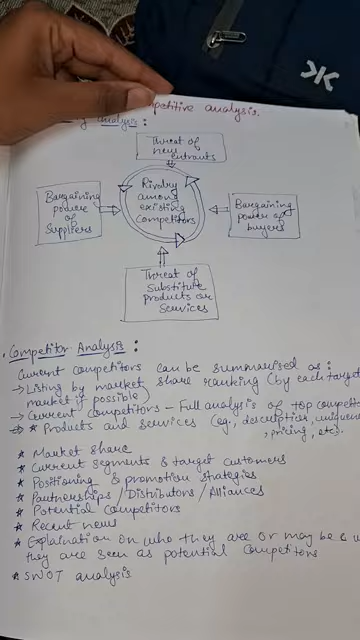 petitive analysis.
analysis:
Threat of
new
entrants
Bargaining
power
of
Suppliers
Rivalry
among
existing
Competitors
Bargaining
power of
buyers
Threat of
Substitute
Products or
Services
Competitor Analysis:
Current competitors can be summarised as:
→ Listing by market share ranking (by each target
market if possible)
→ Current competitors - Full analysis of top competito
* Products and services (eg., description, uniquene
, pricing, etc).
* Market share
* Current segments & target customers
* Positioning & promotion strategies
* Partnerships / Distributors / Alliances
* Potential Competitors
* Recent news
* Explanation on who they are or may be & w
they are seen as potential competitors
* SWOT analysis